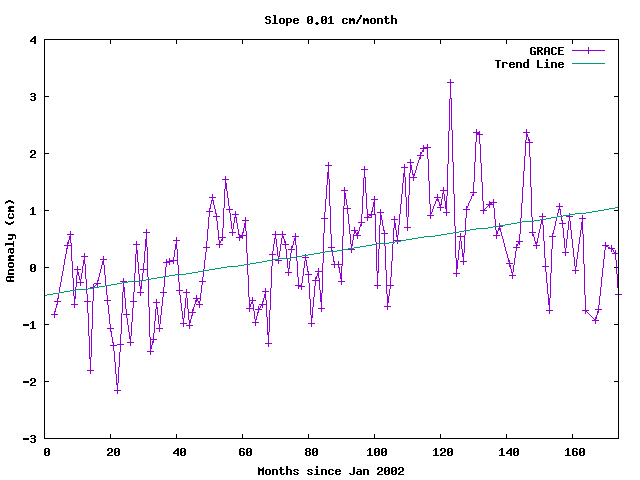 Slope 0.01 cm/month
GRACE
Trend Line
4
3
2
1
0
-1
-2
-3
Anomaly (cm)
0 20 40 60 80 100 120 140 160
Months since Jan 2002